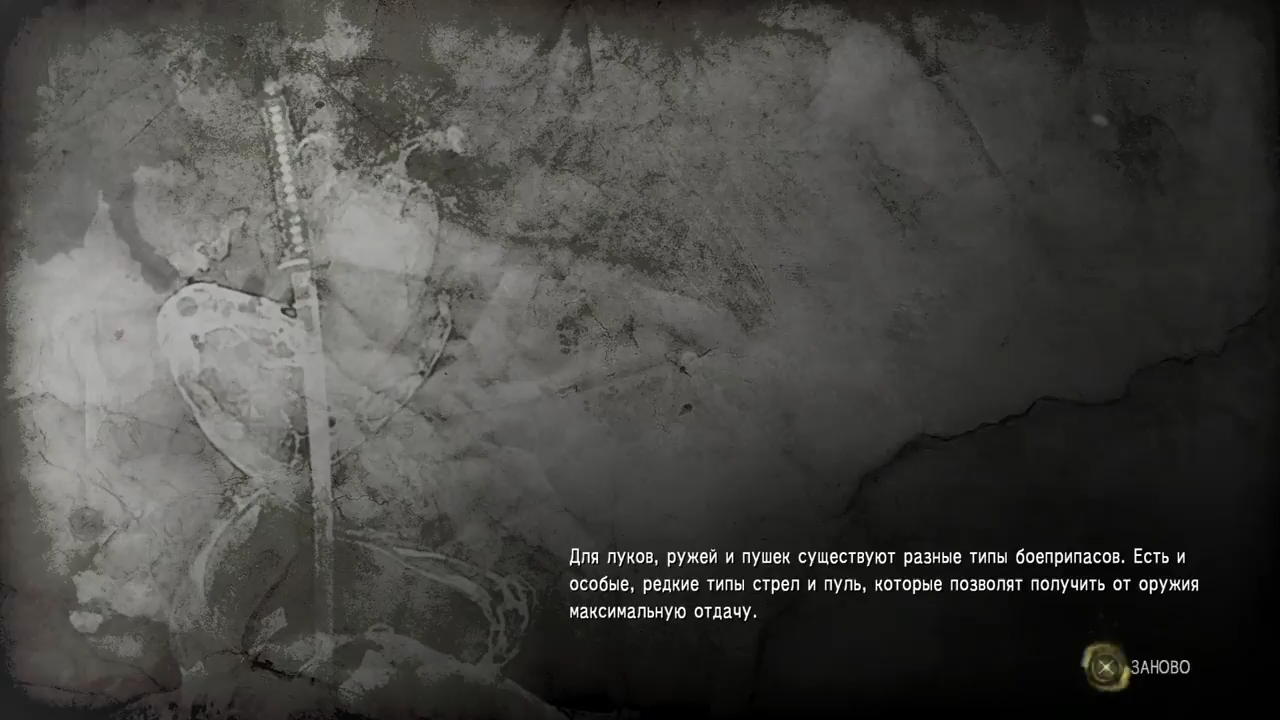 Для луков, ружей и пушек существуют разные типы боеприпасов. Есть и
особые, редкие типы стрел и пуль, которые позволят получить от оружия
максимальную отдачу.
ЗАНОВО